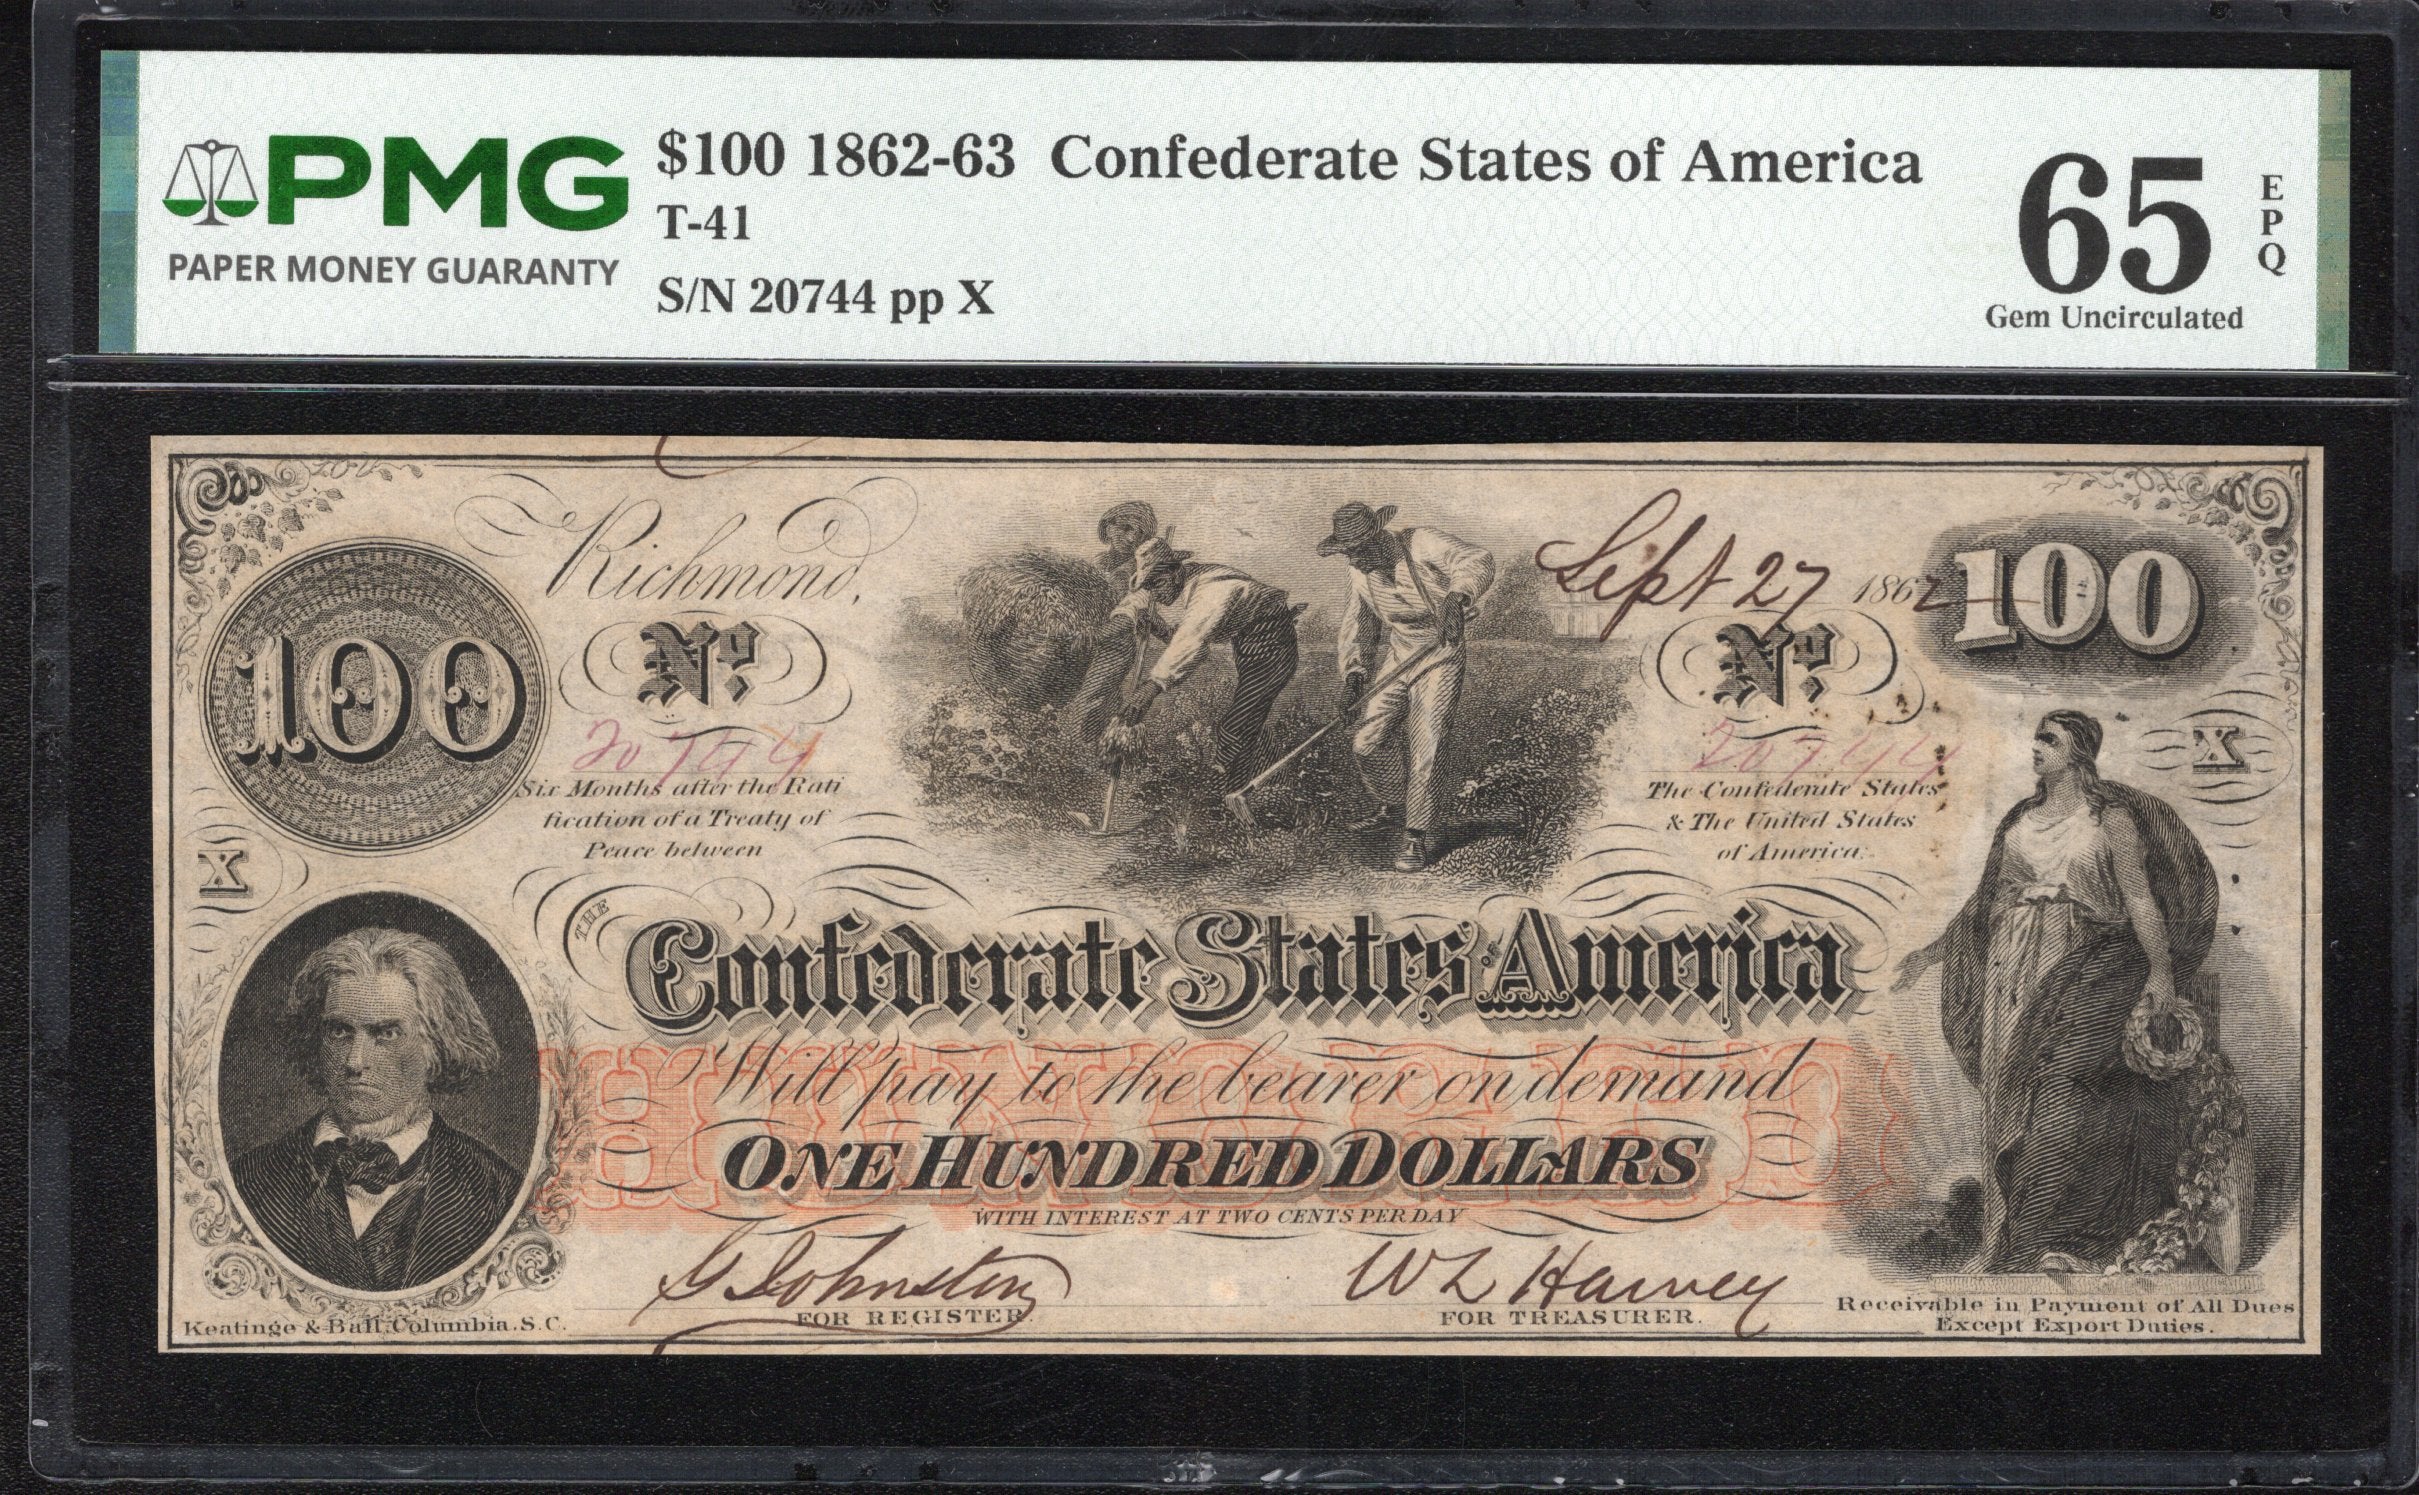 PMG
PAPER MONEY GUARANTY
$100 1862-63 Confederate States of America
T-41
S/N 20744 pp X
65
EPQ
Gem Uncirculated
Richmond,
Sept 27 1862
100
100
No.
No.
20744
20744
Six Months after the Rati
fication of a Treaty of
Peace between
The Confederate States
& The United States
of America:
X
X
THE
Confederate States of America
HUNDRED
Will pay to the bearer on demand
ONE HUNDRED DOLLARS
WITH INTEREST AT TWO CENTS PER DAY
G Johnston
FOR REGISTER.
W L Harvey
FOR TREASURER.
Keatinge & Ball, Columbia, S.C.
Receivable in Payment of All Dues
Except Export Duties.